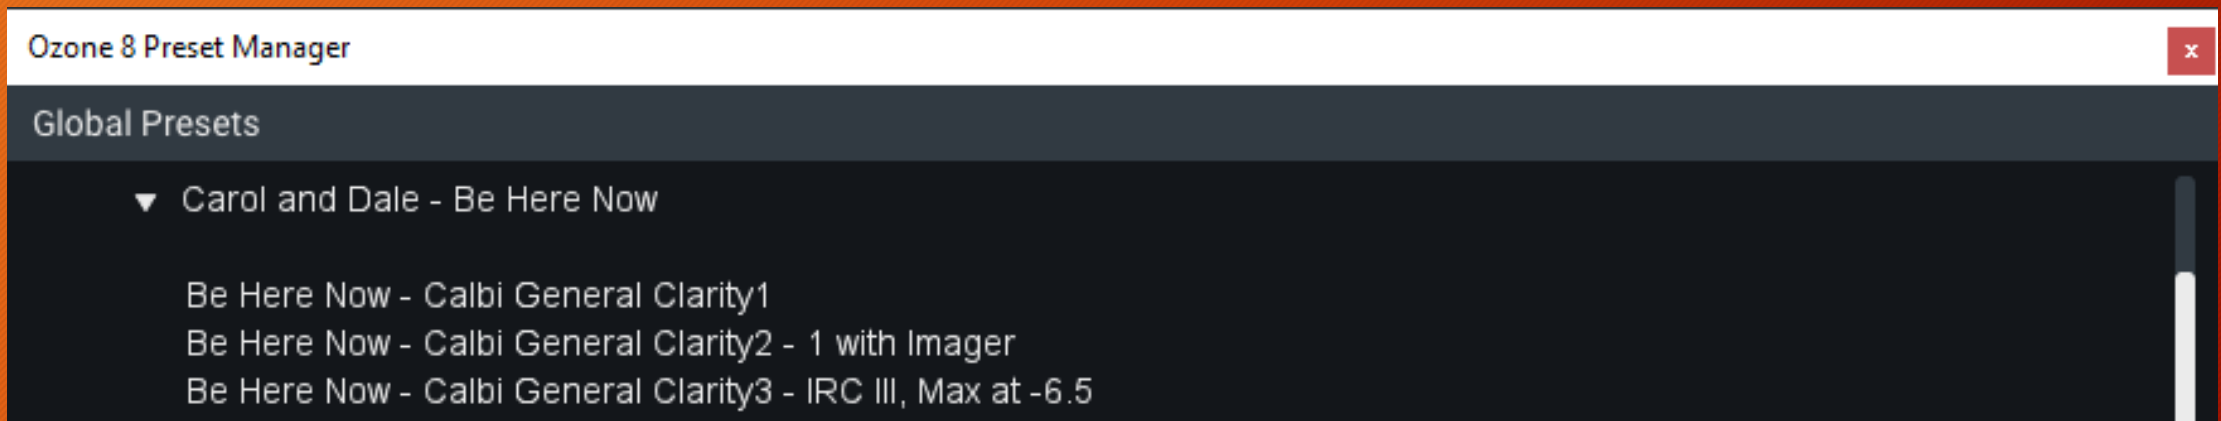 Ozone 8 Preset Manager
x
Global Presets
Carol and Dale - Be Here Now
Be Here Now - Calbi General Clarity1
Be Here Now - Calbi General Clarity2 - 1 with Imager
Be Here Now - Calbi General Clarity3 - IRC III, Max at -6.5